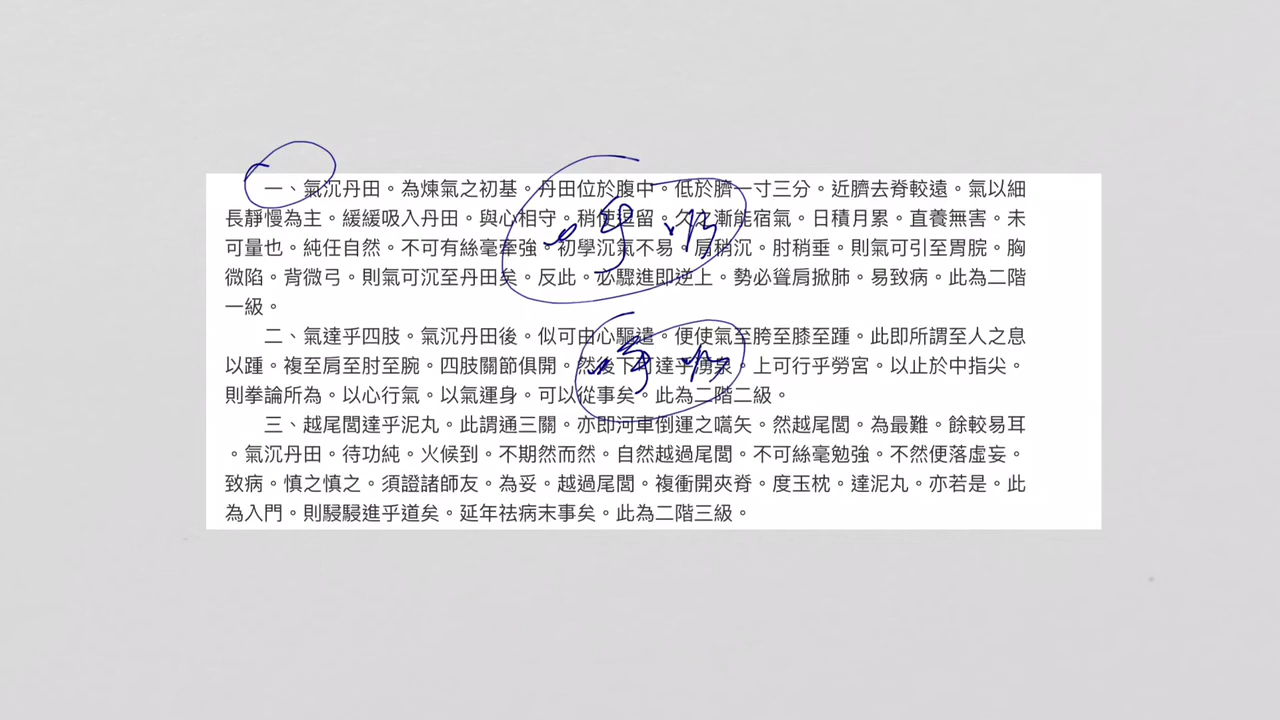 一、氣沉丹田。為煉氣之初基。丹田位於腹中。低於臍一寸三分。近臍去脊較遠。氣以細
長靜慢為主。緩緩吸入丹田。與心相守。稍使逗留。久之漸能宿氣。日積月累。直養無害。未
可量也。純任自然。不可有絲毫牽強。初學沉氣不易。肩稍沉。肘稍垂。則氣可引至胃脘。胸
微陷。背微弓。則氣可沉至丹田矣。反此。必驟進即逆上。勢必聳肩掀肺。易致病。此為二階
一級。
呼吸
二、氣達乎四肢。氣沉丹田後。似可由心驅遣。便使氣至胯至膝至踵。此即所謂至人之息
以踵。複至肩至肘至腕。四肢關節俱開。然後下可達乎湧泉。上可行乎勞宮。以止於中指尖。
則拳論所為。以心行氣。以氣運身。可以從事矣。此為二階二級。
呼吸
三、越尾閭達乎泥丸。此謂通三關。亦即河車倒運之嚆矢。然越尾閭。為最難。餘較易耳
。氣沉丹田。待功純。火候到。不期然而然。自然越過尾閭。不可絲毫勉強。不然便落虛妄。
致病。慎之慎之。須證諸師友。為妥。越過尾閭。複衝開夾脊。度玉枕。達泥丸。亦若是。此
為入門。則駸駸進乎道矣。延年祛病末事矣。此為二階三級。